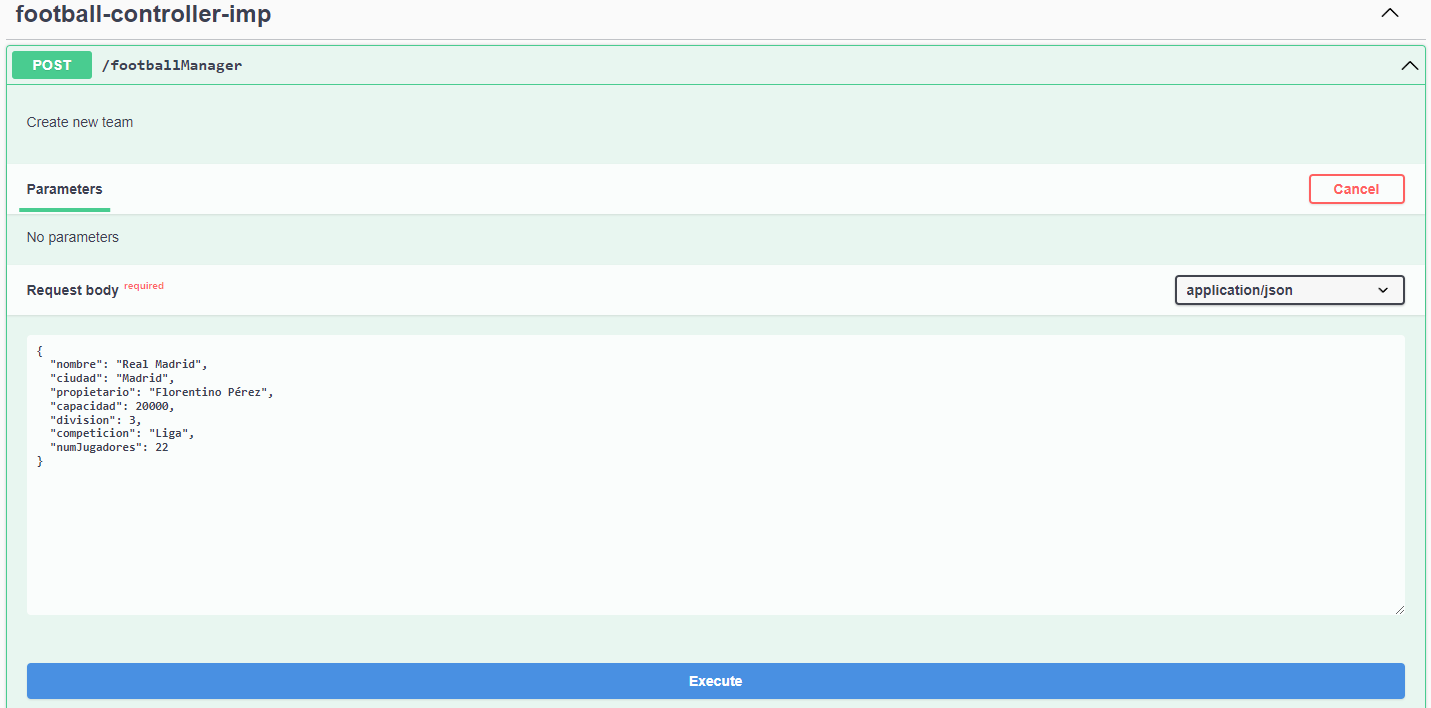 football-controller-imp
POST /footballManager
Create new team
Parameters Cancel
No parameters
Request body required application/json
{
  "nombre": "Real Madrid",
  "ciudad": "Madrid",
  "propietario": "Florentino Pérez",
  "capacidad": 20000,
  "division": 3,
  "competicion": "Liga",
  "numJugadores": 22
}
Execute